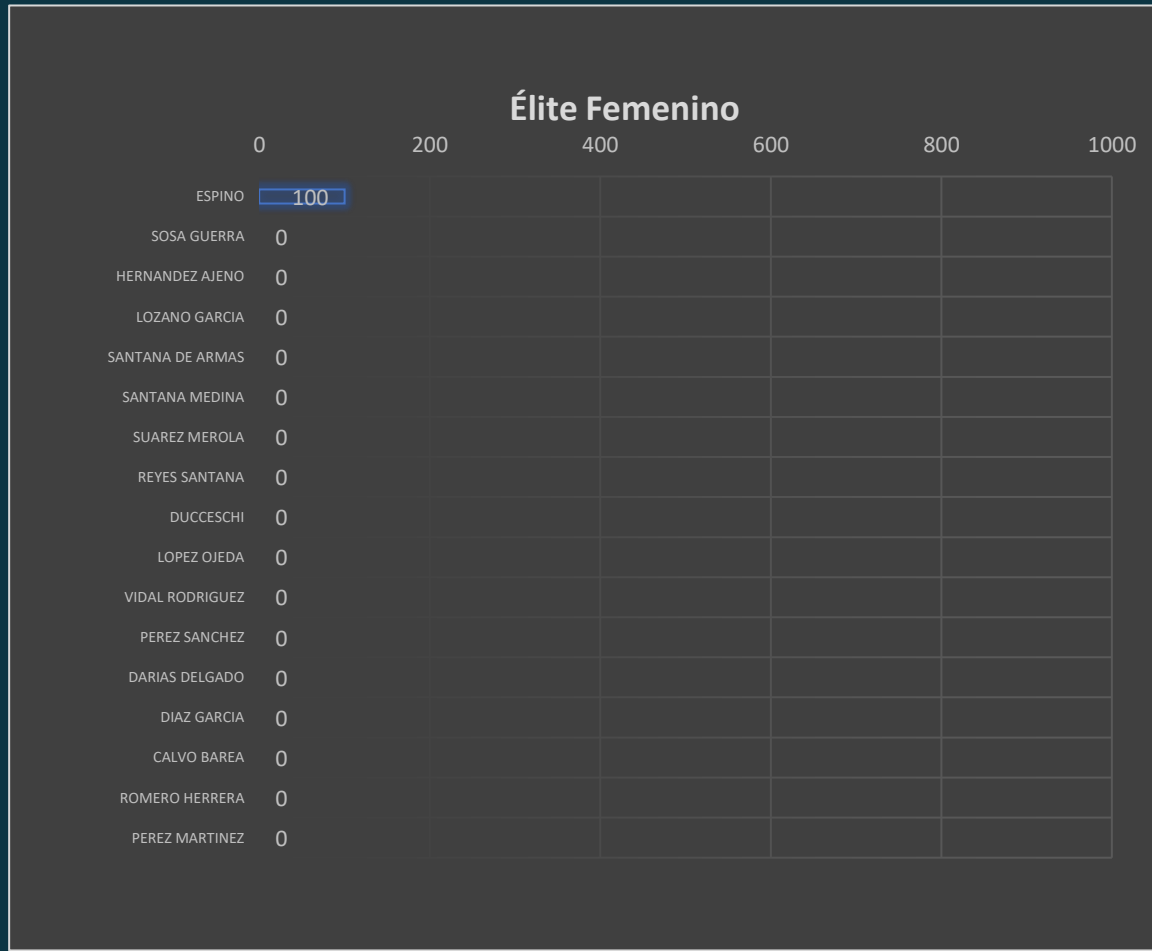 Élite Femenino
0 200 400 600 800 1000
ESPINO 100
SOSA GUERRA 0
HERNANDEZ AJENO 0
LOZANO GARCIA 0
SANTANA DE ARMAS 0
SANTANA MEDINA 0
SUAREZ MEROLA 0
REYES SANTANA 0
DUCCESCHI 0
LOPEZ OJEDA 0
VIDAL RODRIGUEZ 0
PEREZ SANCHEZ 0
DARIAS DELGADO 0
DIAZ GARCIA 0
CALVO BAREA 0
ROMERO HERRERA 0
PEREZ MARTINEZ 0